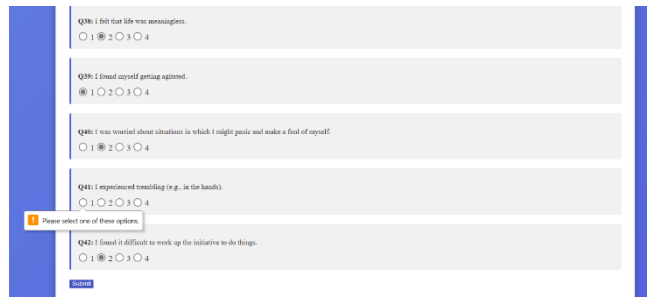 Q38: I felt that life was meaningless.
1 2 3 4
Q39: I found myself getting agitated.
1 2 3 4
Q40: I was worried about situations in which I might panic and make a fool of myself.
1 2 3 4
Q41: I experienced trembling (e.g., in the hands).
1 2 3 4
Please select one of these options.
Q42: I found it difficult to work up the initiative to do things.
1 2 3 4
Submit